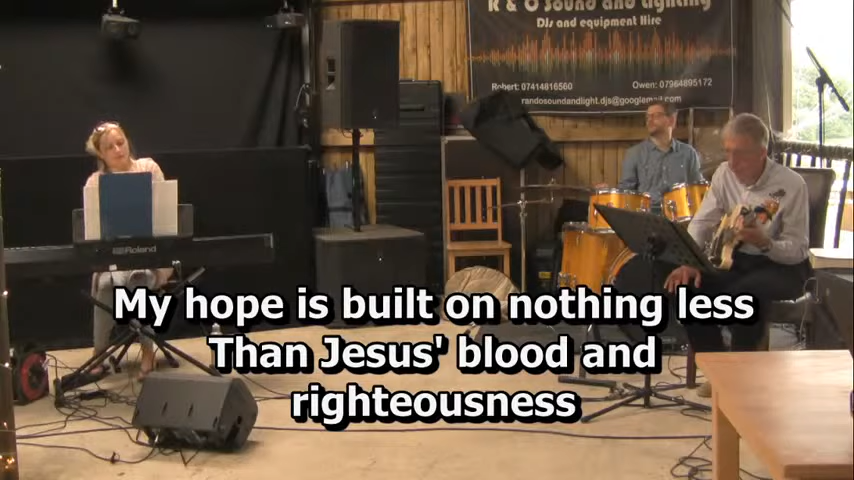 R & O Sound and Lighting
DJs and equipment Hire
Robert: 07414816560 Owen: 07964895172
randosoundandlight.djs@googlemail.com
Roland
My hope is built on nothing less
Than Jesus' blood and
righteousness